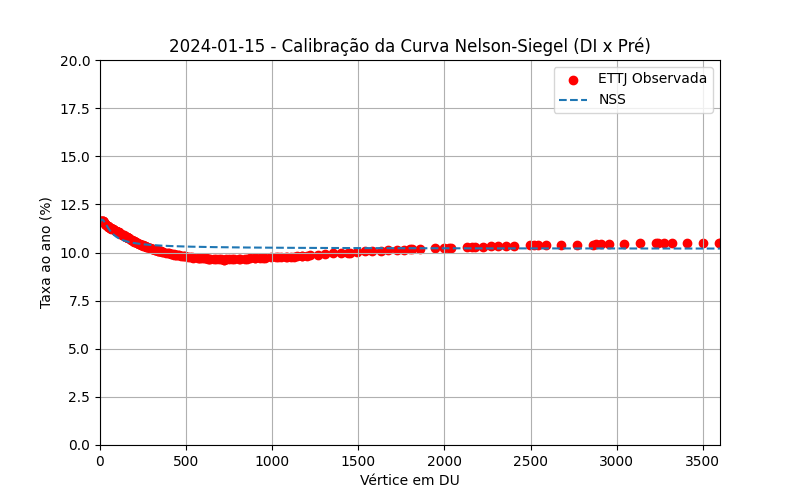 2024-01-15 - Calibração da Curva Nelson-Siegel (DI x Pré)
ETTJ Observada
NSS
Taxa ao ano (%)
20.0
17.5
15.0
12.5
10.0
7.5
5.0
2.5
0.0
0 500 1000 1500 2000 2500 3000 3500
Vértice em DU